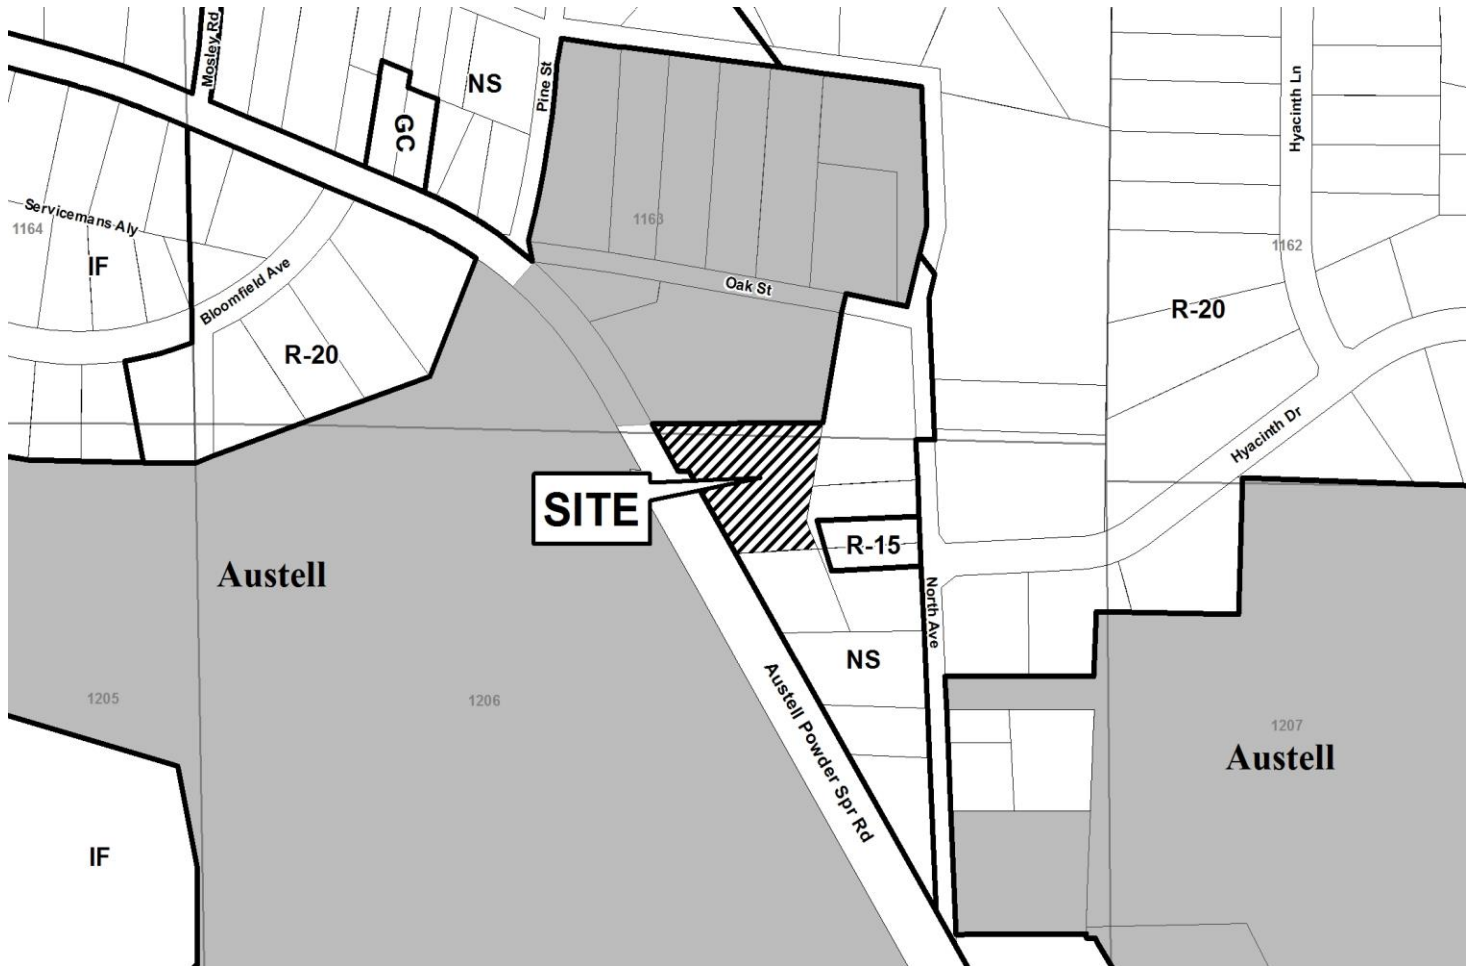 Mosley Rd
NS
Pine St
GC
Hyacinth Ln
Servicemans Aly
1164
1163
1162
IF
Bloomfield Ave
Oak St
R-20
R-20
Hyacinth Dr
SITE
R-15
Austell
North Ave
NS
1205
1206
Austell Powder Spr Rd
1207
Austell
IF